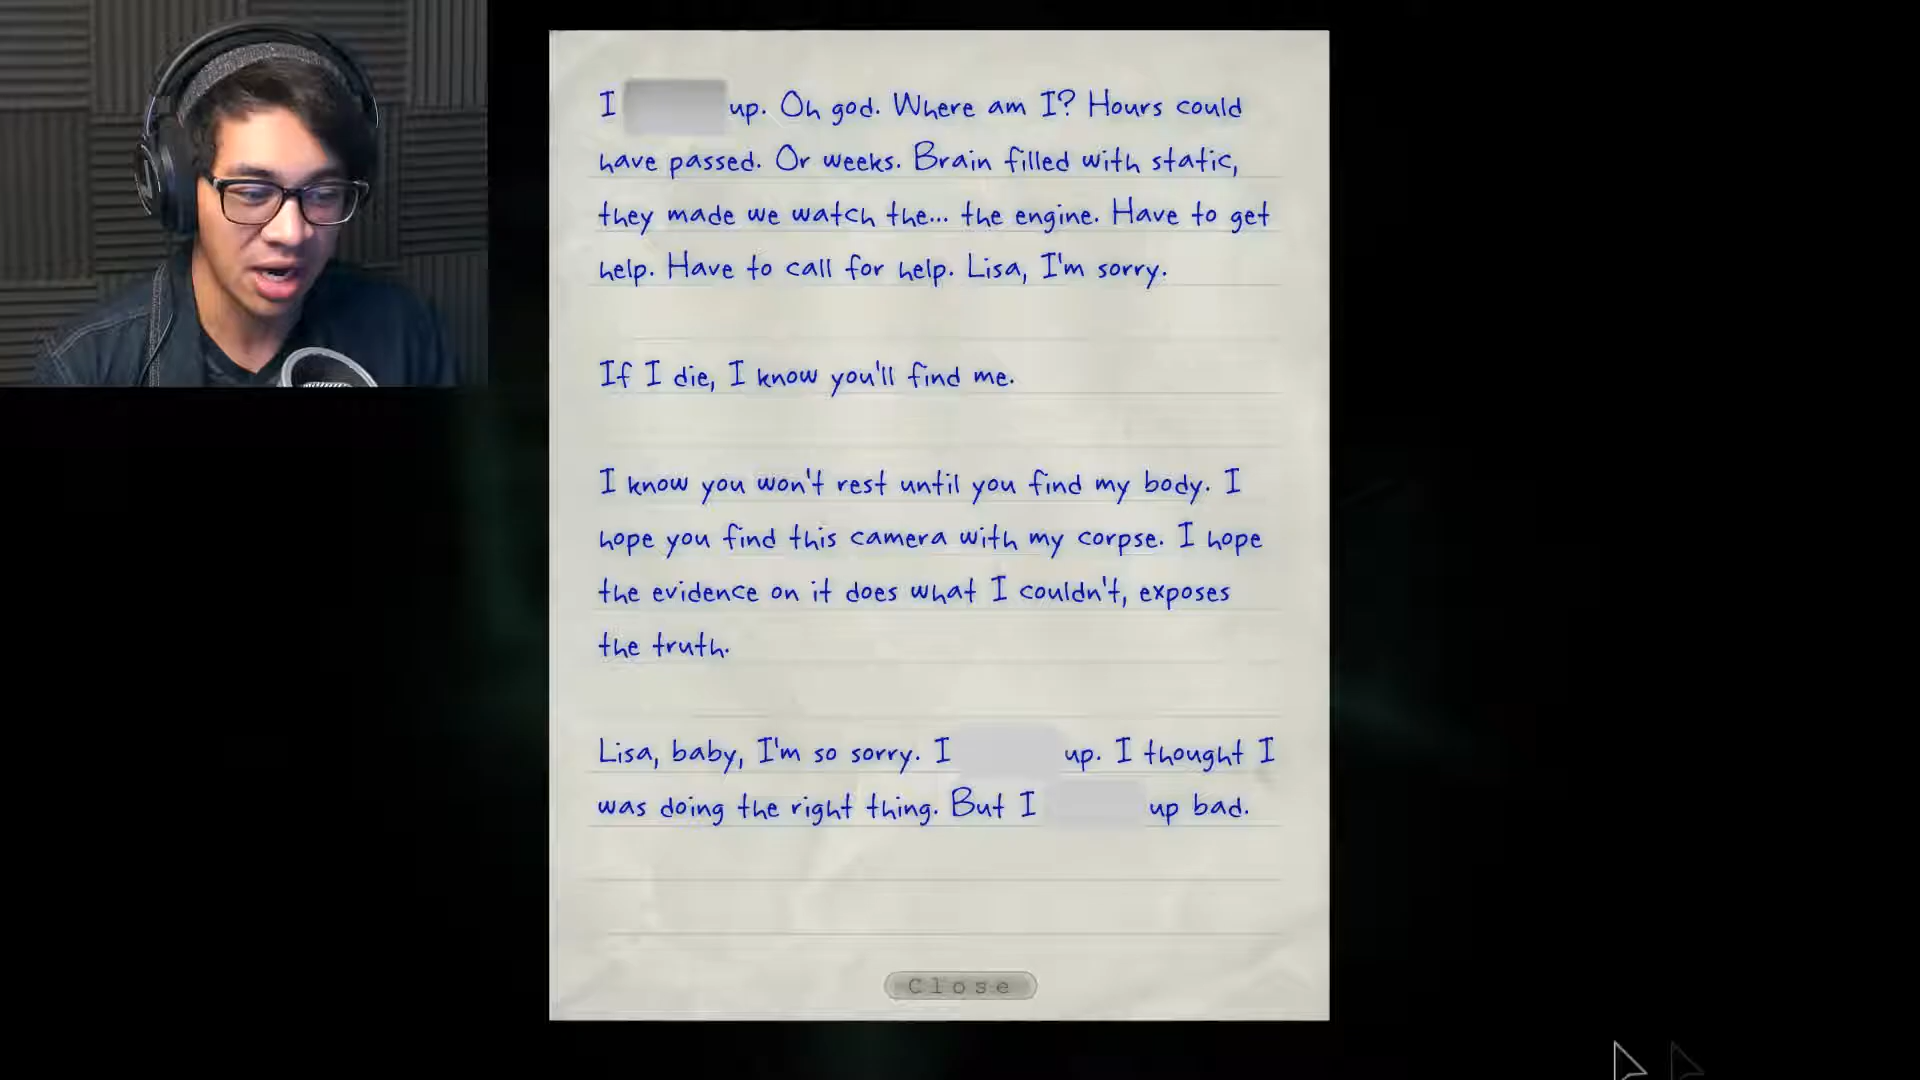 I up. Oh god. Where am I? Hours could
have passed. Or weeks. Brain filled with static,
they made we watch the... the engine. Have to get
help. Have to call for help. Lisa, I'm sorry.
If I die, I know you'll find me.
I know you won't rest until you find my body. I
hope you find this camera with my corpse. I hope
the evidence on it does what I couldn't, exposes
the truth.
Lisa, baby, I'm so sorry. I up. I thought I
was doing the right thing. But I up bad.
Close